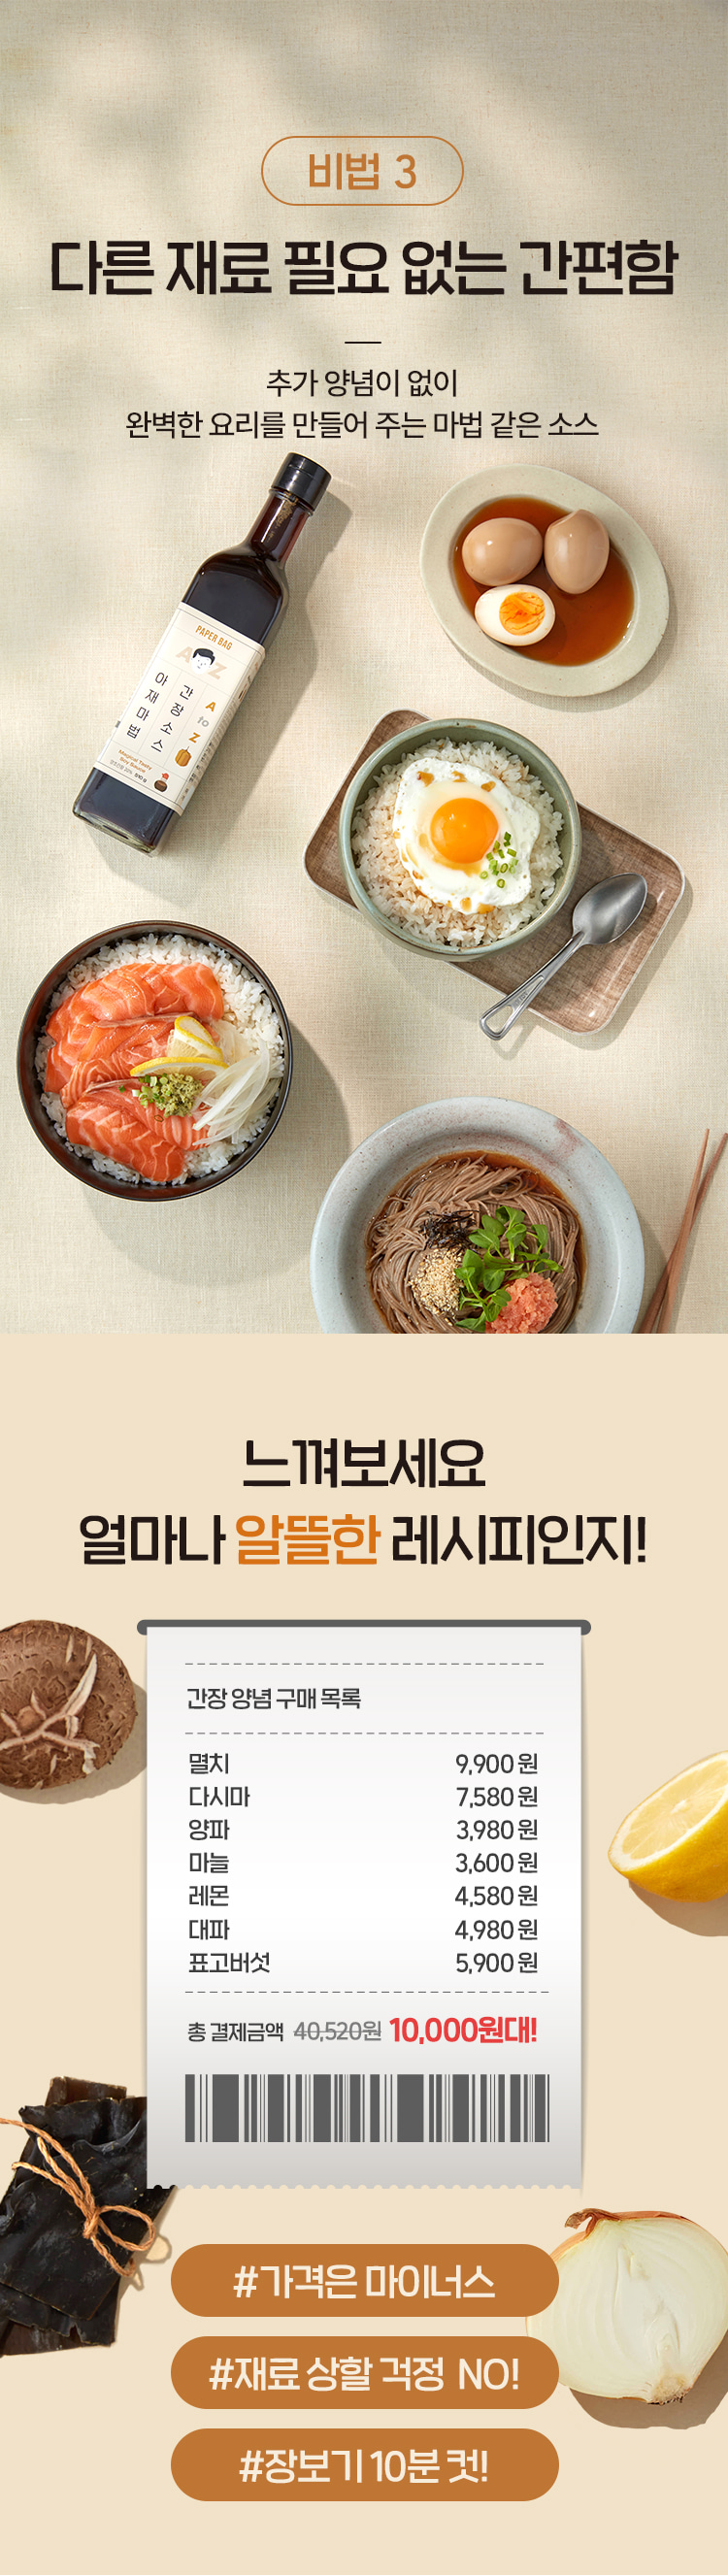 비법 3
다른 재료 필요 없는 간편함
추가 양념이 없이
완벽한 요리를 만들어 주는 마법 같은 소스
PAPER BAG
A Z
아재마법
간장소스
A to Z
Magical Tasty
Soy Sauce
느껴보세요
얼마나 알뜰한 레시피인지!
간장 양념 구매 목록
멸치 9,900원
다시마 7,580원
양파 3,980원
마늘 3,600원
레몬 4,580원
대파 4,980원
표고버섯 5,900원
총 결제금액 40,520원 10,000원대!
#가격은 마이너스
#재료 상할 걱정 NO!
#장보기 10분 컷!